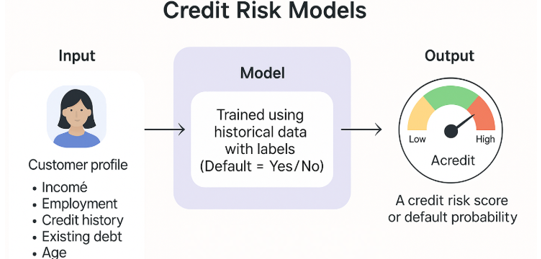 Credit Risk Models
Input
Customer profile
• Incomé
• Employment
• Credit history
• Existing debt
• Age
Model
Trained using
historical data
with labels
(Default = Yes/No)
Output
Low
High
Acredit
A credit risk score
or default probability